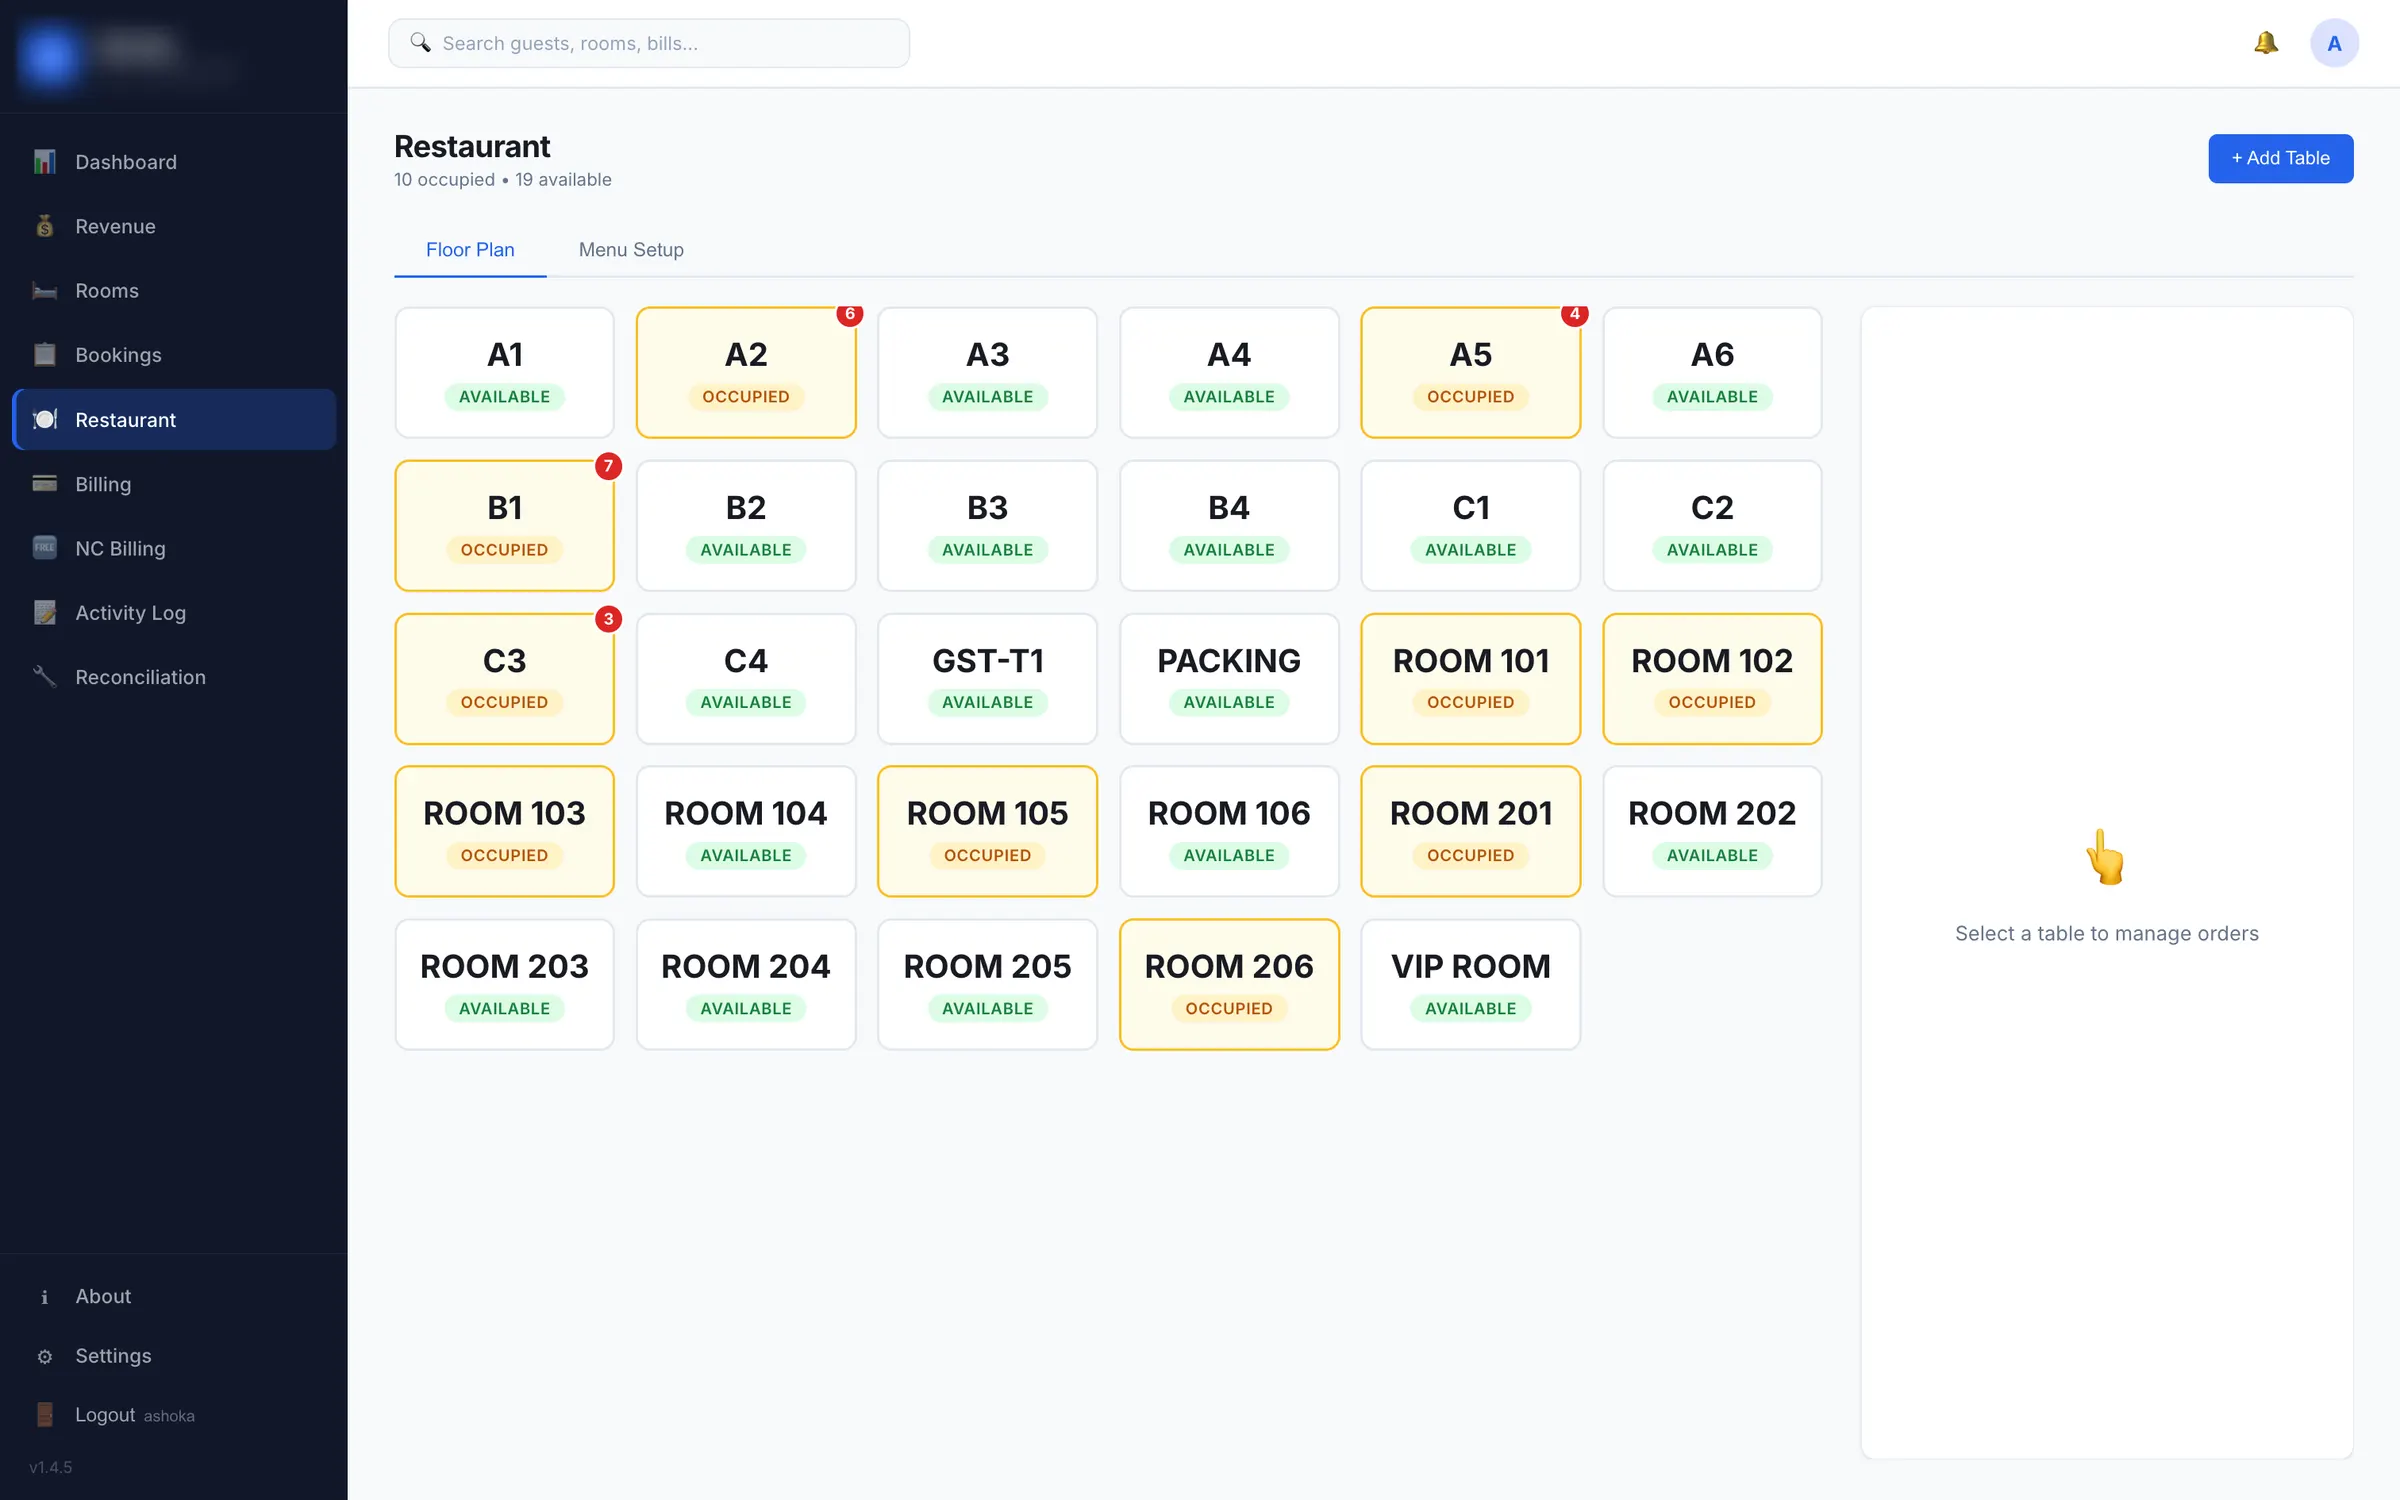 Search guests, rooms, bills...
A
Dashboard
Revenue
Rooms
Bookings
Restaurant
Billing
FREE
NC Billing
Activity Log
Reconciliation
About
Settings
Logout ashoka
v1.4.5
Restaurant
10 occupied • 19 available
+ Add Table
Floor Plan
Menu Setup
A1
AVAILABLE
6
A2
OCCUPIED
A3
AVAILABLE
A4
AVAILABLE
4
A5
OCCUPIED
A6
AVAILABLE
7
B1
OCCUPIED
B2
AVAILABLE
B3
AVAILABLE
B4
AVAILABLE
C1
AVAILABLE
C2
AVAILABLE
3
C3
OCCUPIED
C4
AVAILABLE
GST-T1
AVAILABLE
PACKING
AVAILABLE
ROOM 101
OCCUPIED
ROOM 102
OCCUPIED
ROOM 103
OCCUPIED
ROOM 104
AVAILABLE
ROOM 105
OCCUPIED
ROOM 106
AVAILABLE
ROOM 201
OCCUPIED
ROOM 202
AVAILABLE
ROOM 203
AVAILABLE
ROOM 204
AVAILABLE
ROOM 205
AVAILABLE
ROOM 206
OCCUPIED
VIP ROOM
AVAILABLE
Select a table to manage orders